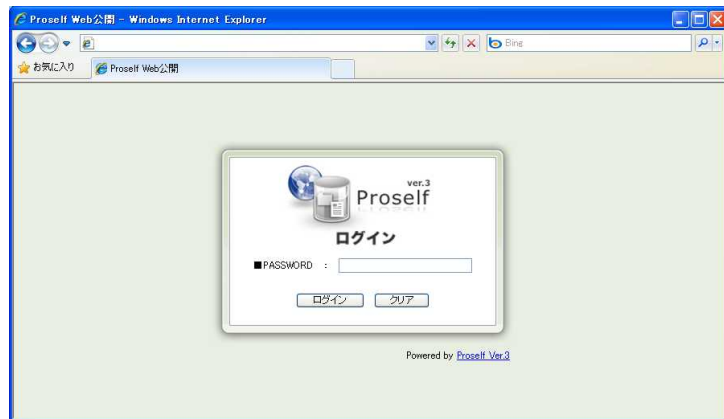 Proself Web公開 - Windows Internet Explorer
Bing
お気に入り
Proself Web公開
ver.3
Proself
ログイン
■PASSWORD :
ログイン クリア
Powered by Proself Ver.3